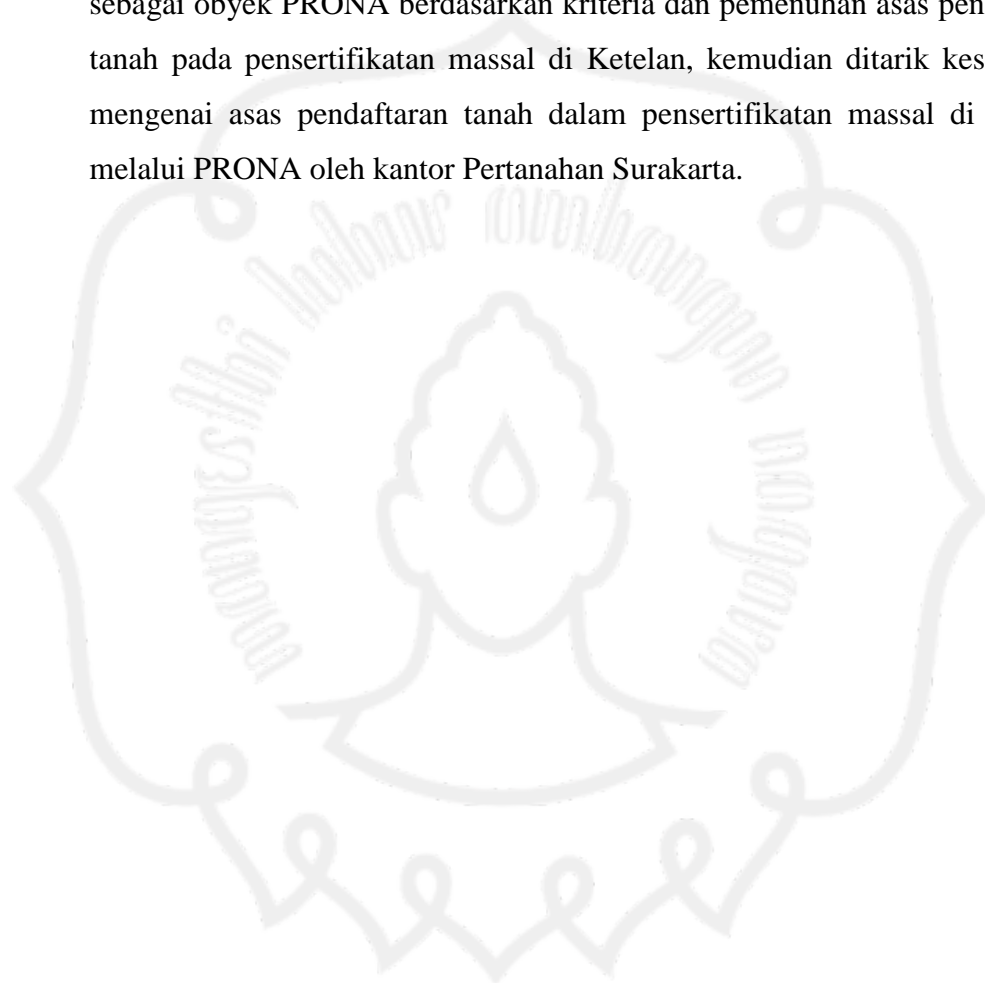 sebagai obyek PRONA berdasarkan kriteria dan pemenuhan asas pen
tanah pada pensertifikatan massal di Ketelan, kemudian ditarik kes
mengenai asas pendaftaran tanah dalam pensertifikatan massal di
melalui PRONA oleh kantor Pertanahan Surakarta.